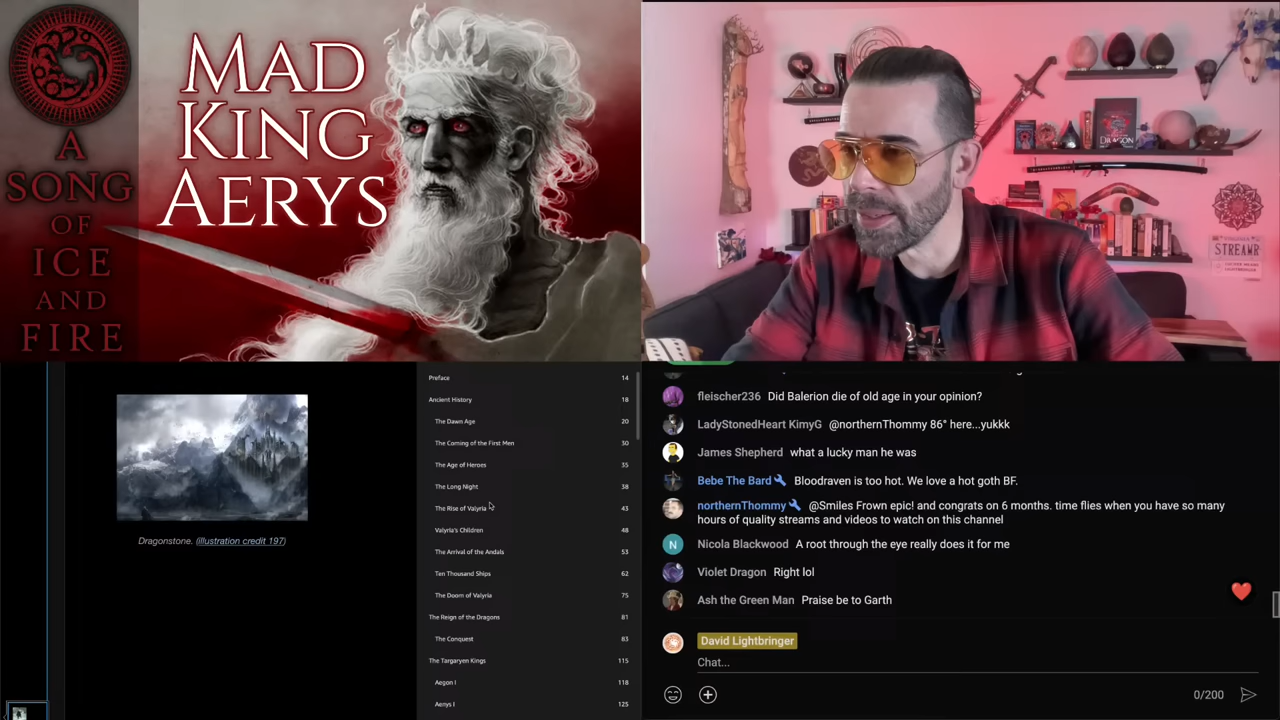 A
SONG
OF
ICE
AND
FIRE
MAD
KING
AERYS
DRAGON
STREAMR
Dragonstone. (illustration credit 197)
Preface 14
Ancient History 18
The Dawn Age 20
The Coming of the First Men 30
The Age of Heroes 35
The Long Night 38
The Rise of Valyria 43
Valyria's Children 48
The Arrival of the Andals 53
Ten Thousand Ships 62
The Doom of Valyria 75
The Reign of the Dragons 81
The Conquest 83
The Targaryen Kings 115
Aegon I 118
Aenys I 125
fleischer236 Did Balerion die of old age in your opinion?
LadyStonedHeart KimyG @northernThommy 86° here...yukkk
James Shepherd what a lucky man he was
Bebe The Bard Bloodraven is too hot. We love a hot goth BF.
northernThommy @Smiles Frown epic! and congrats on 6 months. time flies when you have so many
hours of quality streams and videos to watch on this channel
N Nicola Blackwood A root through the eye really does it for me
Violet Dragon Right lol
Ash the Green Man Praise be to Garth
David Lightbringer
Chat...
0/200